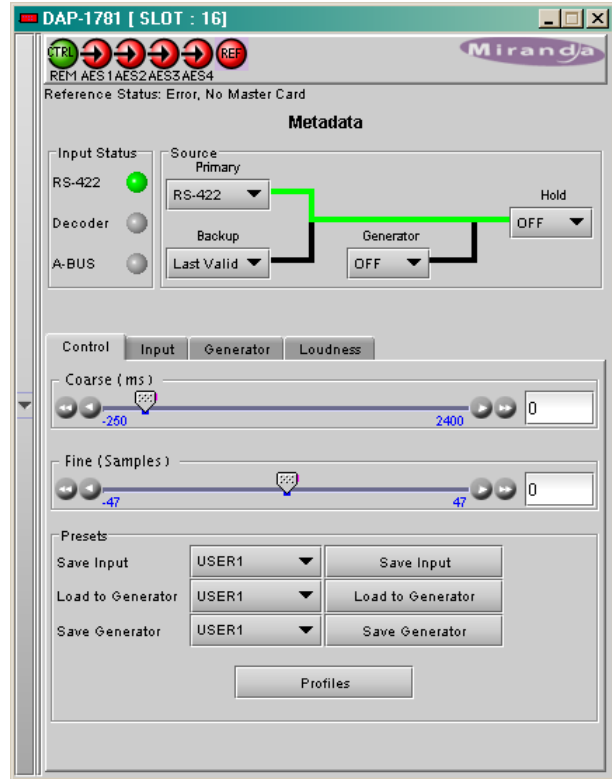 DAP-1781 [ SLOT : 16]
CTRL REF Miranda
REM AES1 AES2 AES3 AES4
Reference Status: Error, No Master Card
Metadata
Input Status Source
Primary
RS-422 RS-422 Hold
Decoder OFF
Backup Generator
A-BUS Last Valid OFF
Control Input Generator Loudness
Coarse (ms)
0
-250 2400
Fine (Samples)
0
-47 47
Presets
Save Input USER1 Save Input
Load to Generator USER1 Load to Generator
Save Generator USER1 Save Generator
Profiles